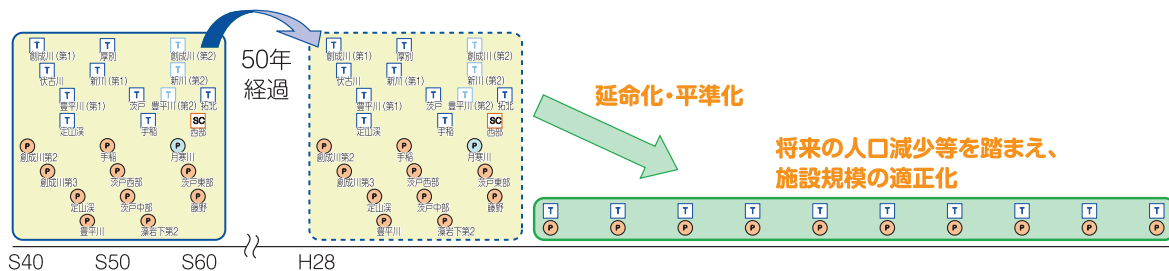 T T T
創成川(第1) 厚別 創成川(第2)
T T T
伏古川 新川(第1) 新川(第2)
T T T T
豊平川(第1) 茨戸 豊平川(第2) 拓北
T T SC
定山渓 手稲 西部
P P P
創成川第2 手稲 月寒川
P P P
創成川第3 茨戸西部 茨戸東部
P P P
定山渓 茨戸中部 藤野
P P
豊平川 藻岩下第2
50年
経過
T T T
創成川(第1) 厚別 創成川(第2)
T T T
伏古川 新川(第1) 新川(第2)
T T T T
豊平川(第1) 茨戸 豊平川(第2) 拓北
T T SC
定山渓 手稲 西部
P P P
創成川第2 手稲 月寒川
P P P
創成川第3 茨戸西部 茨戸東部
P P P
定山渓 茨戸中部 藤野
P P
豊平川 藻岩下第2
延命化・平準化
将来の人口減少等を踏まえ、
施設規模の適正化
T T T T T T T T T T
P P P P P P P P P P
S40 S50 S60 H28